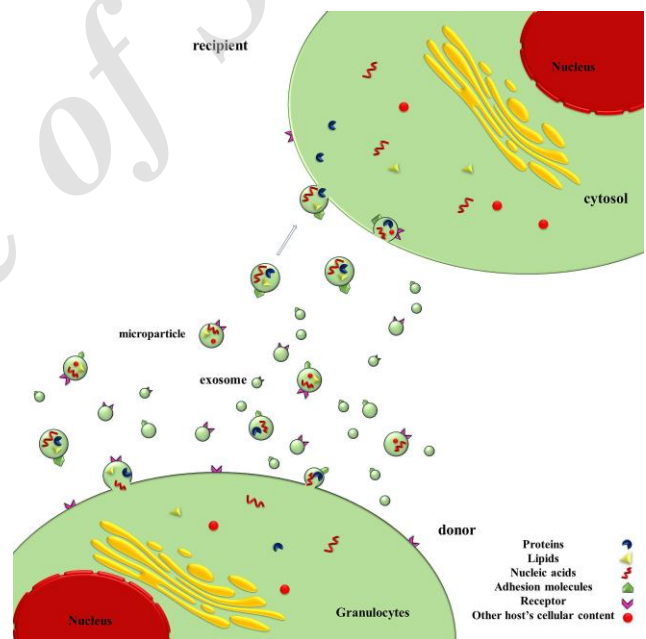 of s
recipient
Nucleus
cytosol
microparticle
exosome
donor
Proteins
Lipids
Nucleic acids
Adhesion molecules
Receptor
Other host's cellular content
Granulocytes
Nucleus